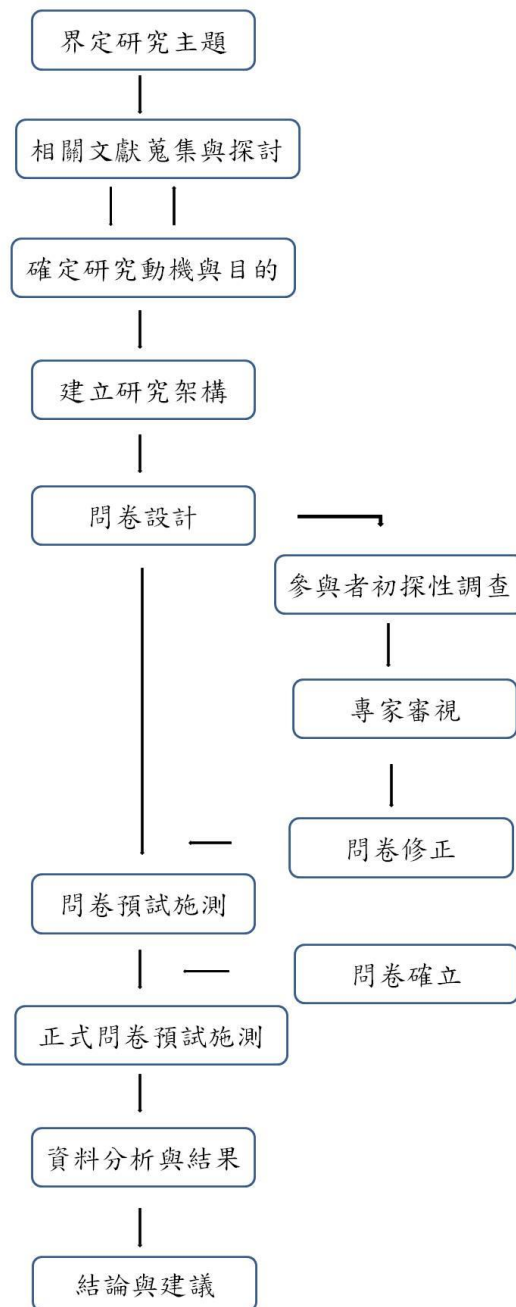 界定研究主題
相關文獻蒐集與探討
確定研究動機與目的
建立研究架構
問卷設計
參與者初探性調查
專家審視
問卷修正
問卷預試施測
問卷確立
正式問卷預試施測
資料分析與結果
結論與建議